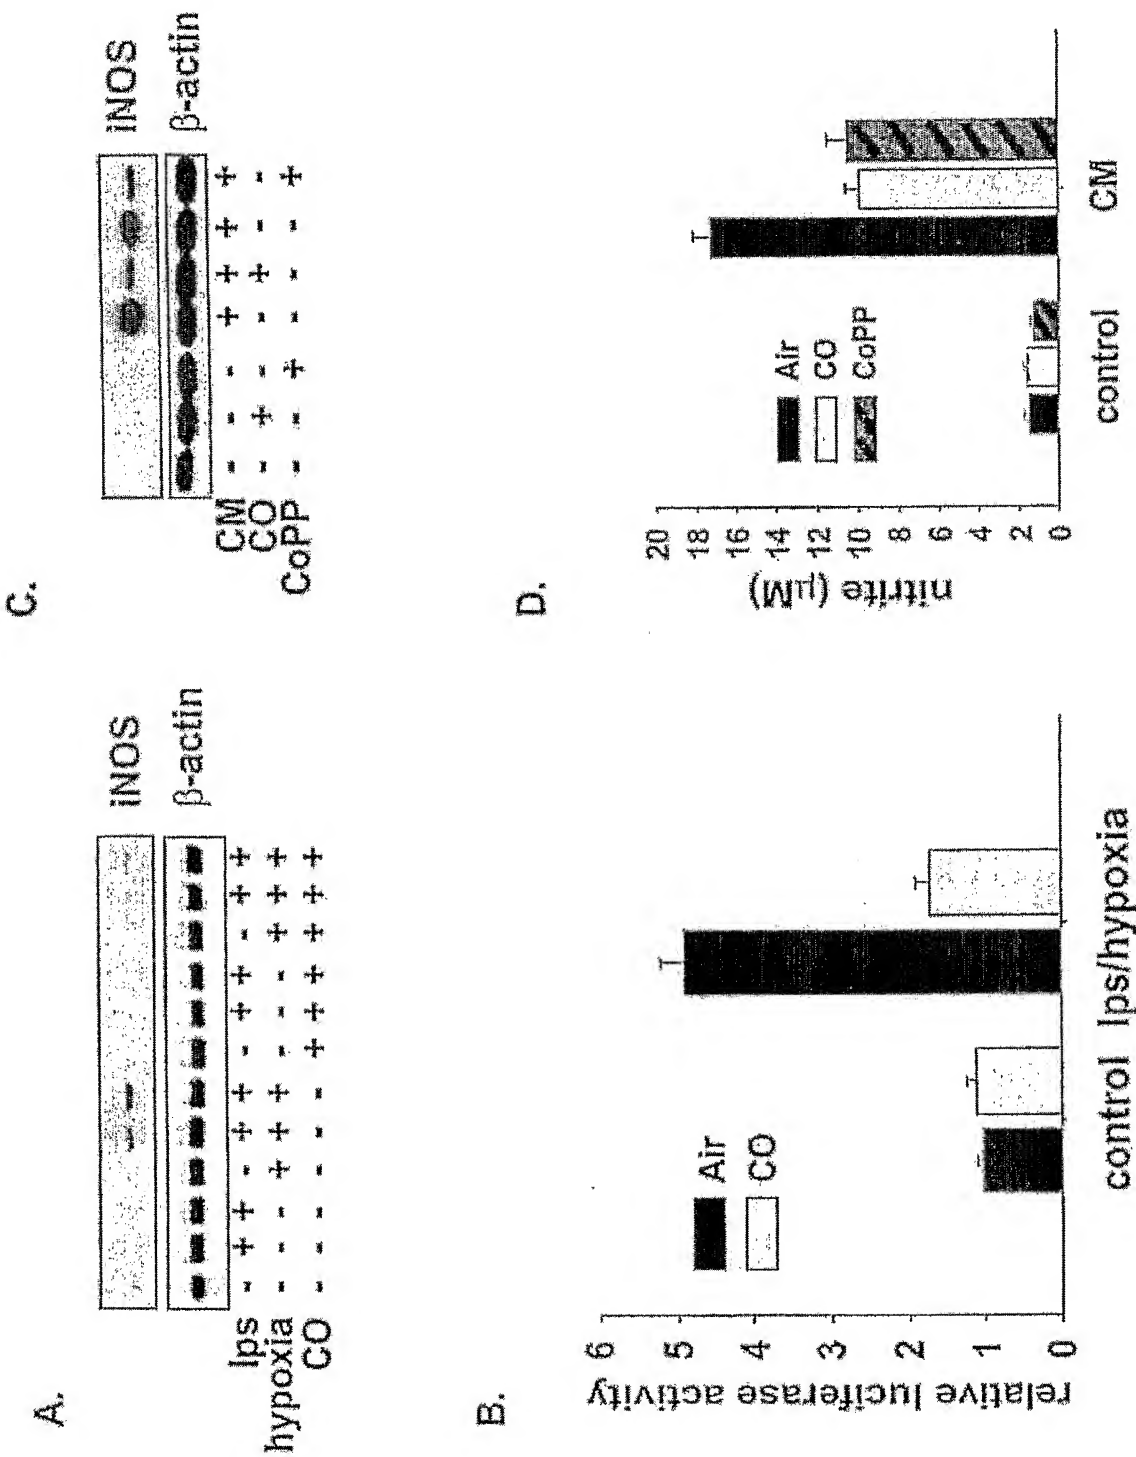 A.
iNOS
β-actin
lps - + + - + + - + + - + +
hypoxia - - - + + + - - - + + +
CO - - - - - - + + + + + +
B.
relative luciferase activity
6
5
4
3
2
1
0
Air
CO
control lps/hypoxia
C.
iNOS
β-actin
CM - - - + + + +
CO - + - - + - -
CoPP - - + - - - +
D.
nitrite (μM)
20
18
16
14
12
10
8
6
4
2
0
Air
CO
CoPP
control CM